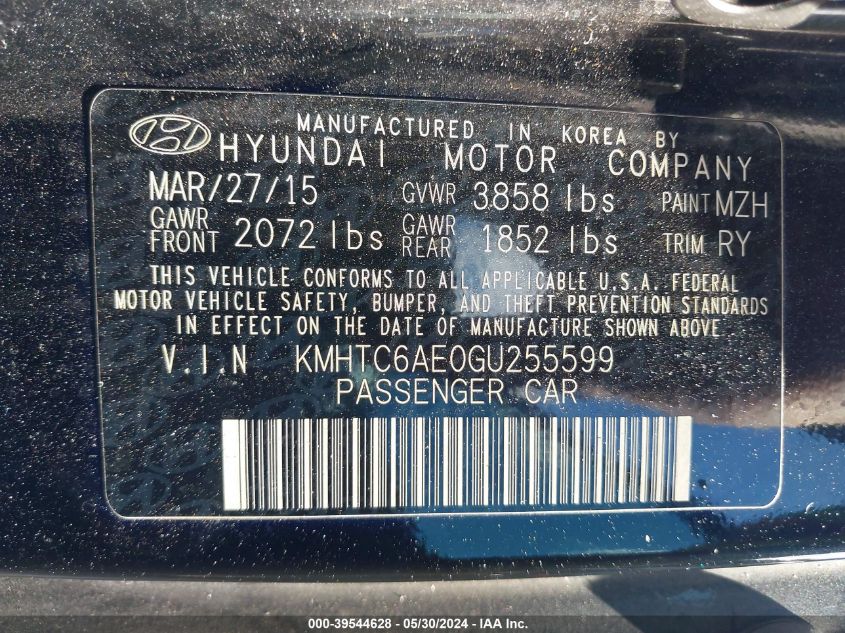 MANUFACTURED IN KOREA BY
HYUNDAI MOTOR COMPANY
MAR/27/15 GVWR 3858 lbs PAINT MZH
GAWR FRONT 2072 lbs GAWR REAR 1852 lbs TRIM RY
THIS VEHICLE CONFORMS TO ALL APPLICABLE U.S.A. FEDERAL
MOTOR VEHICLE SAFETY, BUMPER, AND THEFT PREVENTION STANDARDS
IN EFFECT ON THE DATE OF MANUFACTURE SHOWN ABOVE
V.I.N KMHTC6AE0GU255599
PASSENGER CAR
000-39544628 - 05/30/2024 - IAA Inc.